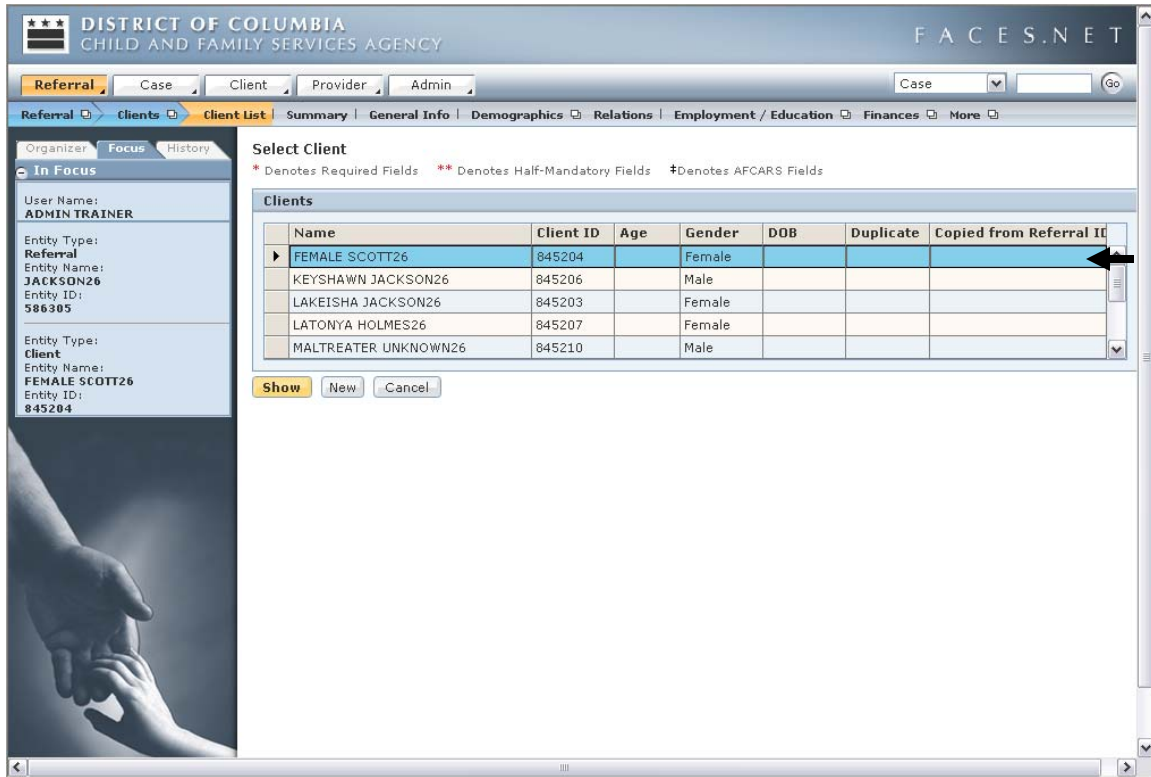 DISTRICT OF COLUMBIA
CHILD AND FAMILY SERVICES AGENCY
FACES.NET
Referral Case Client Provider Admin Case Go
Referral Clients Client List Summary General Info Demographics Relations Employment / Education Finances More
Organizer Focus History
In Focus
User Name:
ADMIN TRAINER
Entity Type:
Referral
Entity Name:
JACKSON26
Entity ID:
586305
Entity Type:
Client
Entity Name:
FEMALE SCOTT26
Entity ID:
845204
Select Client
* Denotes Required Fields ** Denotes Half-Mandatory Fields ‡Denotes AFCARS Fields
Clients
Name Client ID Age Gender DOB Duplicate Copied from Referral ID
FEMALE SCOTT26 845204 Female
KEYSHAWN JACKSON26 845206 Male
LAKEISHA JACKSON26 845203 Female
LATONYA HOLMES26 845207 Female
MALTREATER UNKNOWN26 845210 Male
Show New Cancel